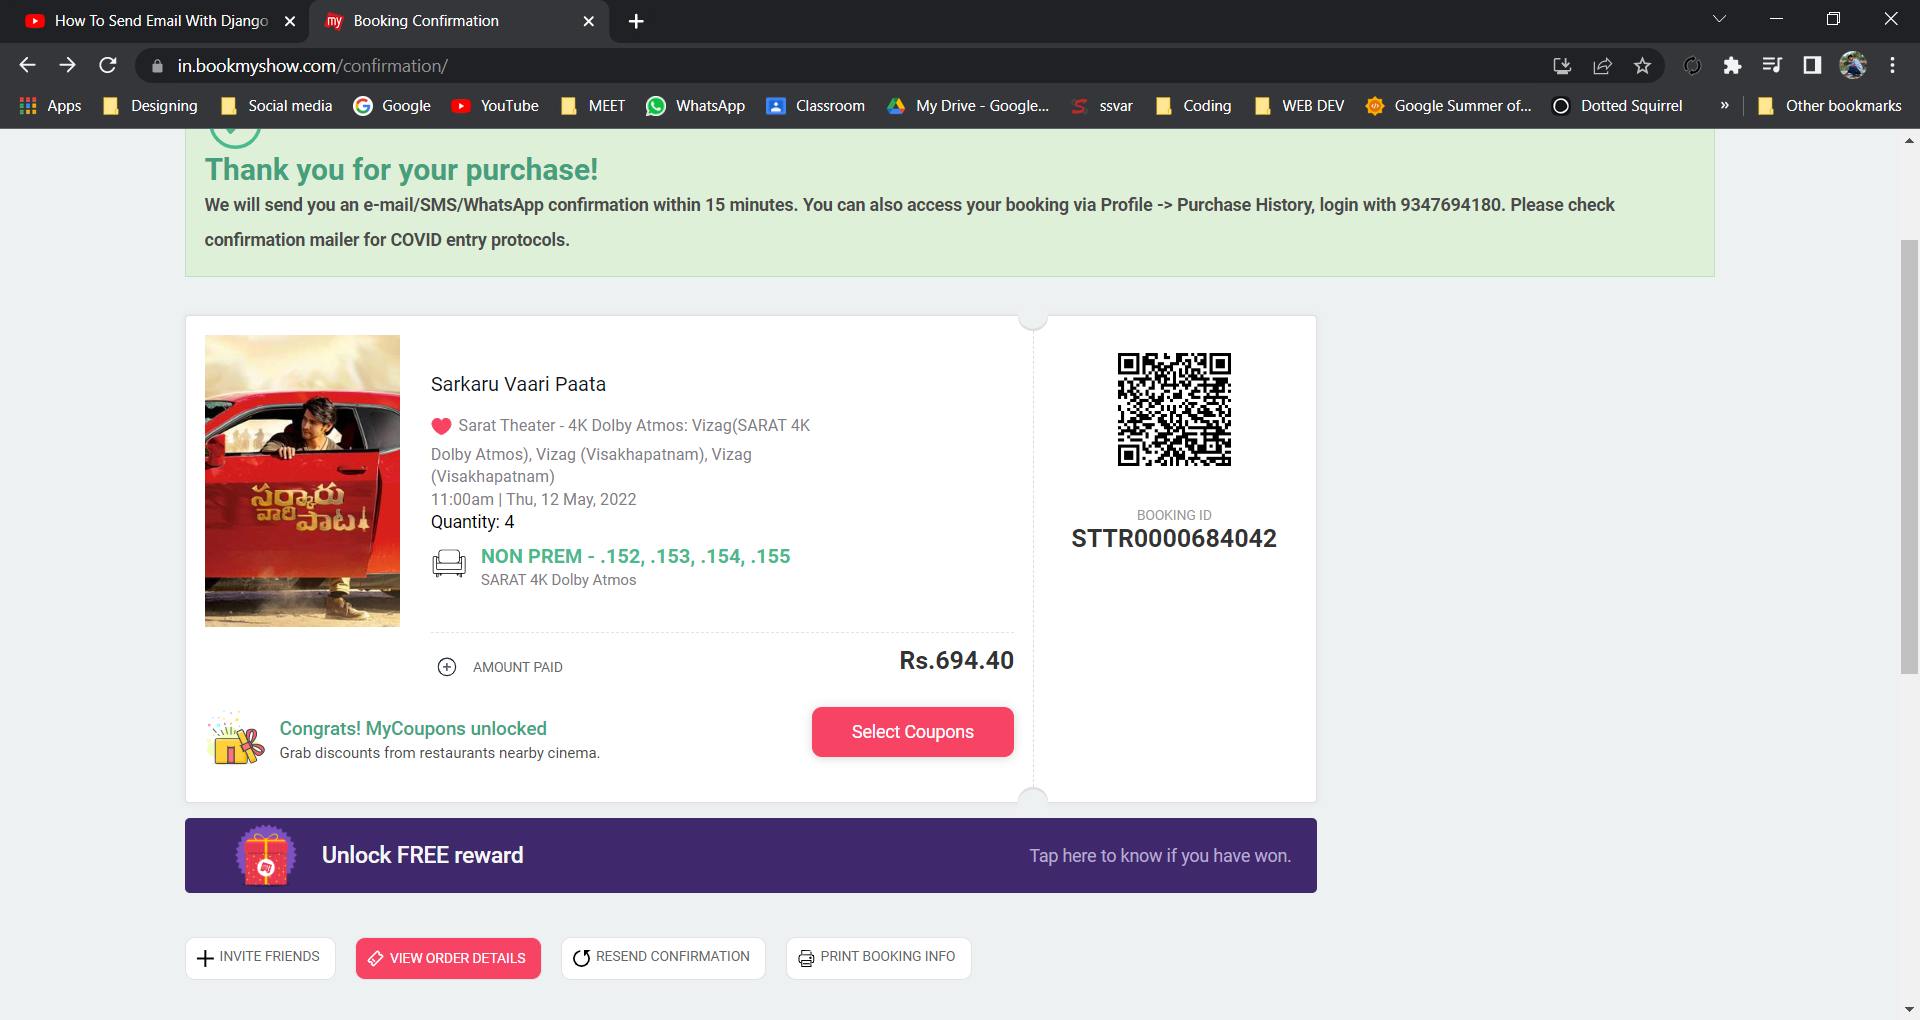 How To Send Email With Django
my Booking Confirmation
in.bookmyshow.com/confirmation/
Apps Designing Social media Google YouTube MEET WhatsApp Classroom My Drive - Google... ssvar Coding WEB DEV Google Summer of... Dotted Squirrel » Other bookmarks
Thank you for your purchase!
We will send you an e-mail/SMS/WhatsApp confirmation within 15 minutes. You can also access your booking via Profile -> Purchase History, login with 9347694180. Please check
confirmation mailer for COVID entry protocols.
సర్కారు
వారి పాట
Sarkaru Vaari Paata
Sarat Theater - 4K Dolby Atmos: Vizag(SARAT 4K
Dolby Atmos), Vizag (Visakhapatnam), Vizag
(Visakhapatnam)
11:00am | Thu, 12 May, 2022
Quantity: 4
NON PREM - .152, .153, .154, .155
SARAT 4K Dolby Atmos
AMOUNT PAID Rs.694.40
Congrats! MyCoupons unlocked
Grab discounts from restaurants nearby cinema.
Select Coupons
BOOKING ID
STTR0000684042
my
Unlock FREE reward Tap here to know if you have won.
INVITE FRIENDS VIEW ORDER DETAILS RESEND CONFIRMATION PRINT BOOKING INFO